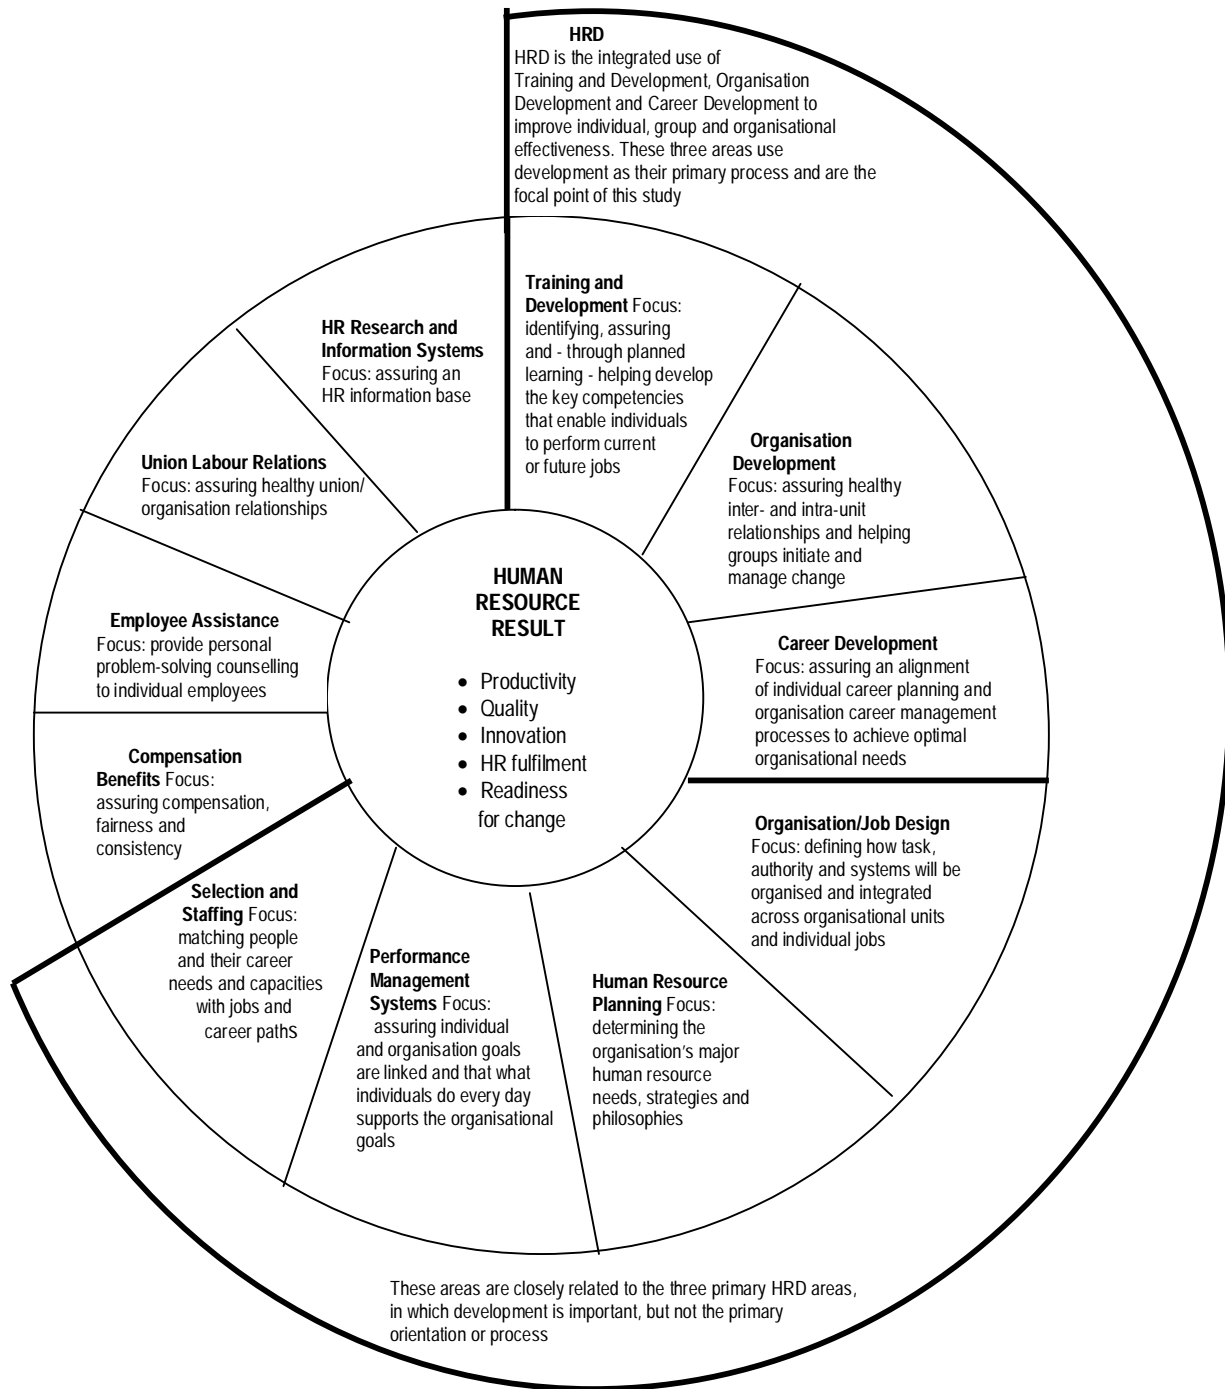 HRD
HRD is the integrated use of
Training and Development, Organisation
Development and Career Development to
improve individual, group and organisational
effectiveness. These three areas use
development as their primary process and are the
focal point of this study
Training and
Development Focus:
identifying, assuring
and - through planned
learning - helping develop
the key competencies
that enable individuals
to perform current
or future jobs
Organisation
Development
Focus: assuring healthy
inter- and intra-unit
relationships and helping
groups initiate and
manage change
Career Development
Focus: assuring an alignment
of individual career planning and
organisation career management
processes to achieve optimal
organisational needs
Organisation/Job Design
Focus: defining how task,
authority and systems will be
organised and integrated
across organisational units
and individual jobs
Human Resource
Planning Focus:
determining the
organisation's major
human resource
needs, strategies and
philosophies
Performance
Management
Systems Focus:
assuring individual
and organisation goals
are linked and that what
individuals do every day
supports the organisational
goals
Selection and
Staffing Focus:
matching people
and their career
needs and capacities
with jobs and
career paths
Compensation
Benefits Focus:
assuring compensation,
fairness and
consistency
Employee Assistance
Focus: provide personal
problem-solving counselling
to individual employees
Union Labour Relations
Focus: assuring healthy union/
organisation relationships
HR Research and
Information Systems
Focus: assuring an
HR information base
HUMAN
RESOURCE
RESULT
• Productivity
• Quality
• Innovation
• HR fulfilment
• Readiness
for change
These areas are closely related to the three primary HRD areas,
in which development is important, but not the primary
orientation or process